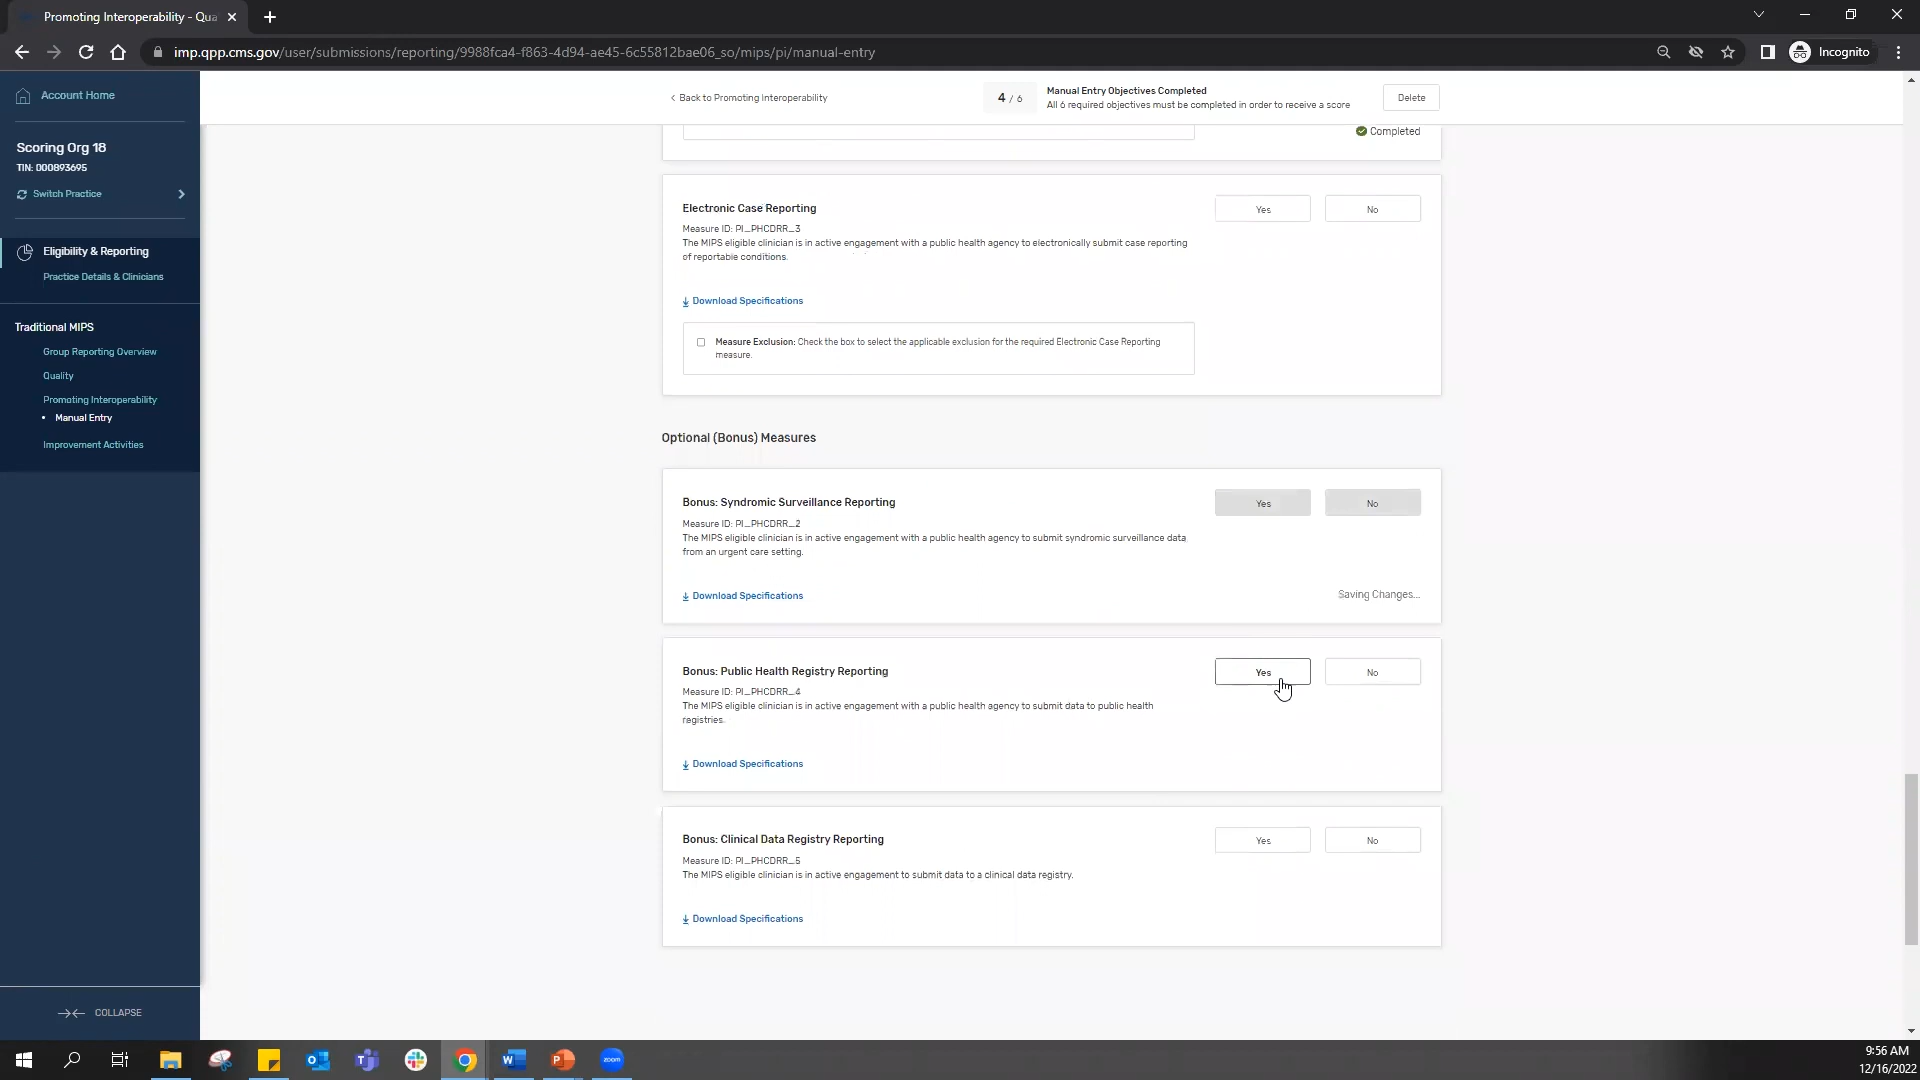 Promoting Interoperability - Qua
imp.qpp.cms.gov/user/submissions/reporting/9988fca4-f863-4d94-ae45-6c55812bae06_so/mips/pi/manual-entry
Incognito
Account Home
Scoring Org 18
TIN: 000893695
Switch Practice
Eligibility & Reporting
Practice Details & Clinicians
Traditional MIPS
Group Reporting Overview
Quality
Promoting Interoperability
• Manual Entry
Improvement Activities
COLLAPSE
< Back to Promoting Interoperability
4 / 6
Manual Entry Objectives Completed
All 6 required objectives must be completed in order to receive a score
Delete
Completed
Electronic Case Reporting
Yes No
Measure ID: PI_PHCDRR_3
The MIPS eligible clinician is in active engagement with a public health agency to electronically submit case reporting
of reportable conditions.
Download Specifications
Measure Exclusion: Check the box to select the applicable exclusion for the required Electronic Case Reporting
measure.
Optional (Bonus) Measures
Bonus: Syndromic Surveillance Reporting
Yes No
Measure ID: PI_PHCDRR_2
The MIPS eligible clinician is in active engagement with a public health agency to submit syndromic surveillance data
from an urgent care setting.
Download Specifications
Saving Changes...
Bonus: Public Health Registry Reporting
Yes No
Measure ID: PI_PHCDRR_4
The MIPS eligible clinician is in active engagement with a public health agency to submit data to public health
registries.
Download Specifications
Bonus: Clinical Data Registry Reporting
Yes No
Measure ID: PI_PHCDRR_5
The MIPS eligible clinician is in active engagement to submit data to a clinical data registry.
Download Specifications
zoom
9:56 AM
12/16/2022